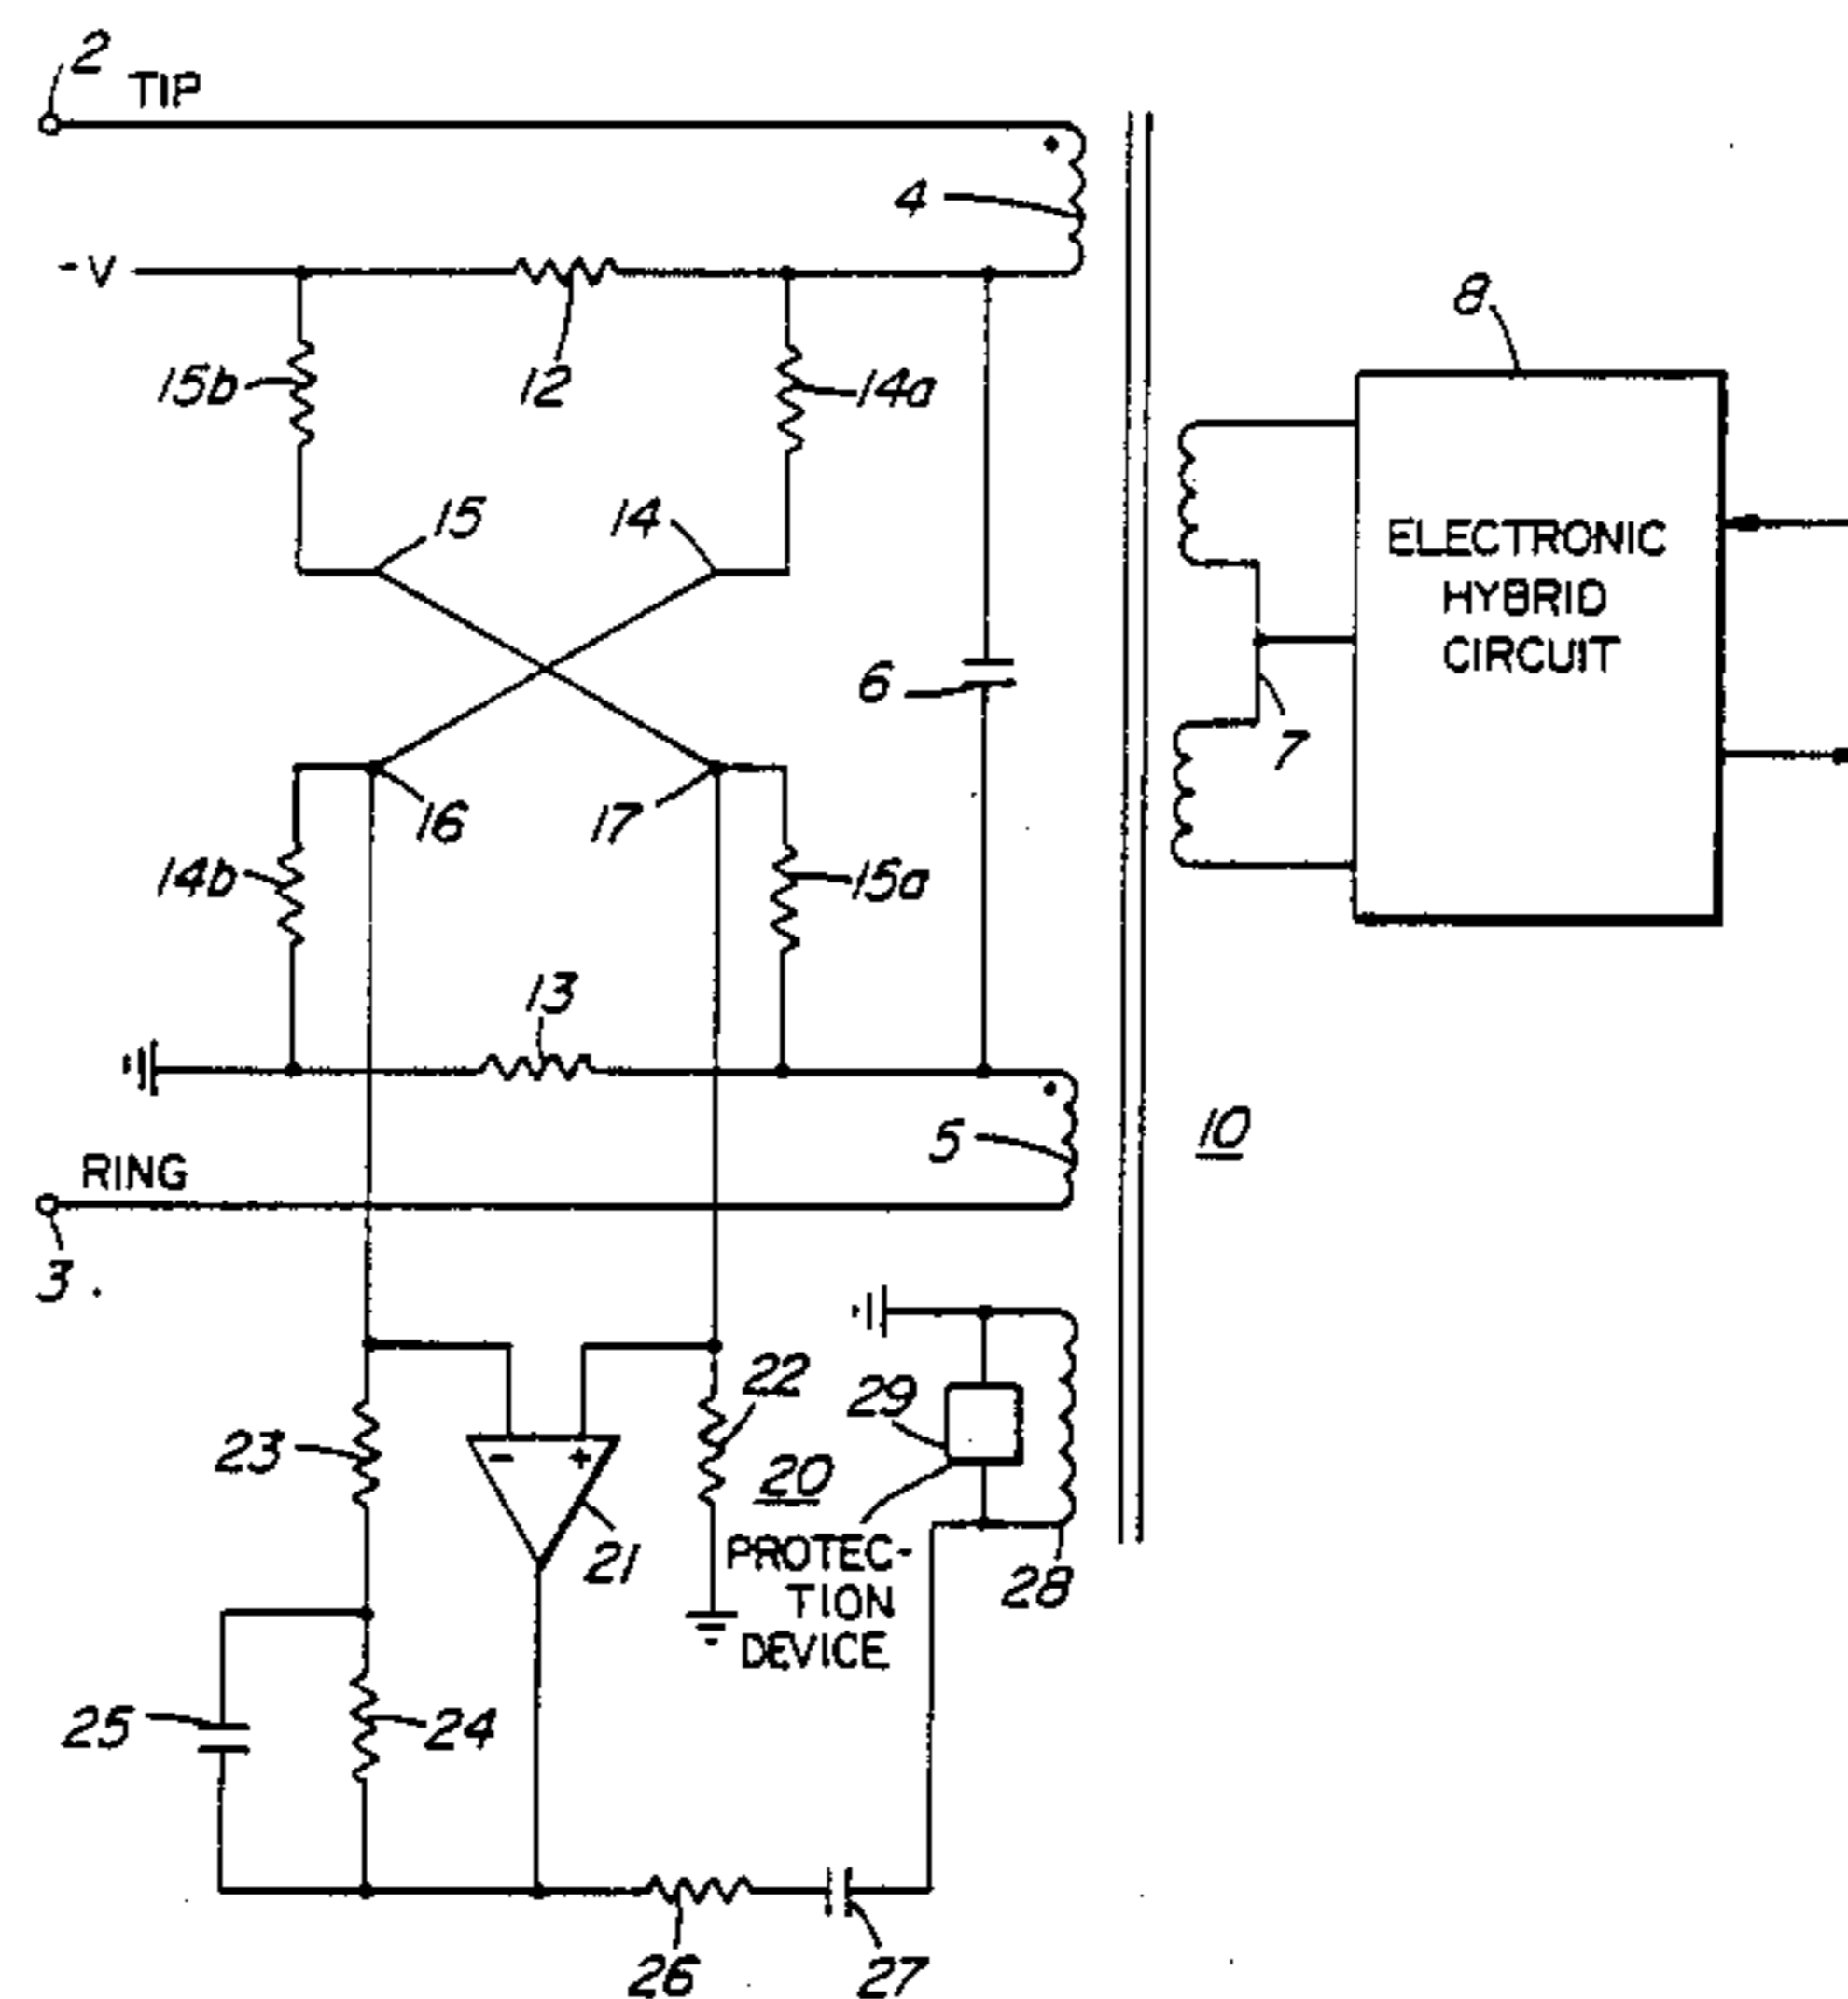 2
TIP
4
-V
8
15b
12
14a
15
14
ELECTRONIC
HYBRID
CIRCUIT
6
7
16
17
14b
15a
13
10
5
RING
3.
22
29
23
20
21
PROTEC-
TION
DEVICE
28
25
24
26
27
- +